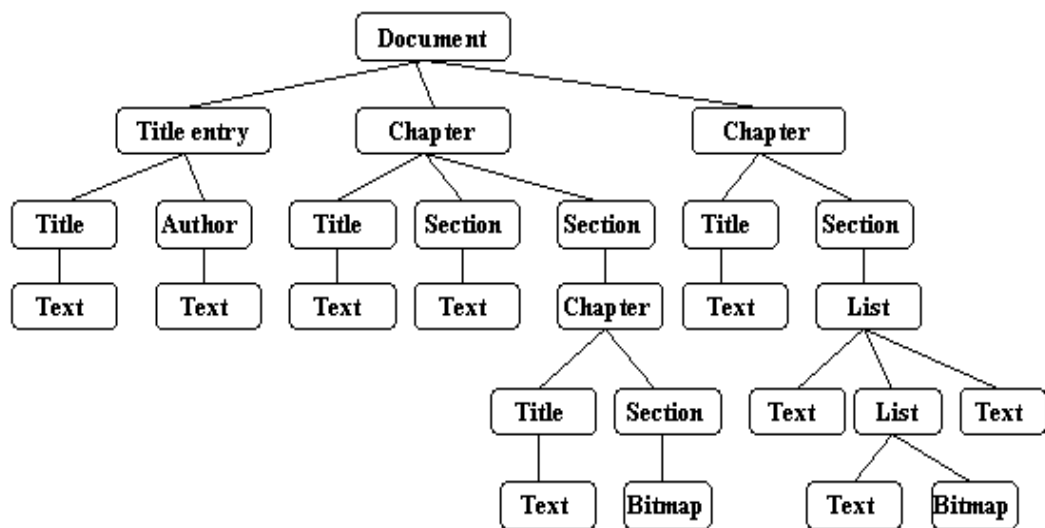 Document
Title entry Chapter Chapter
Title Author Title Section Section Title Section
Text Text Text Text Chapter Text List
Title Section Text List Text
Text Bitmap Text Bitmap